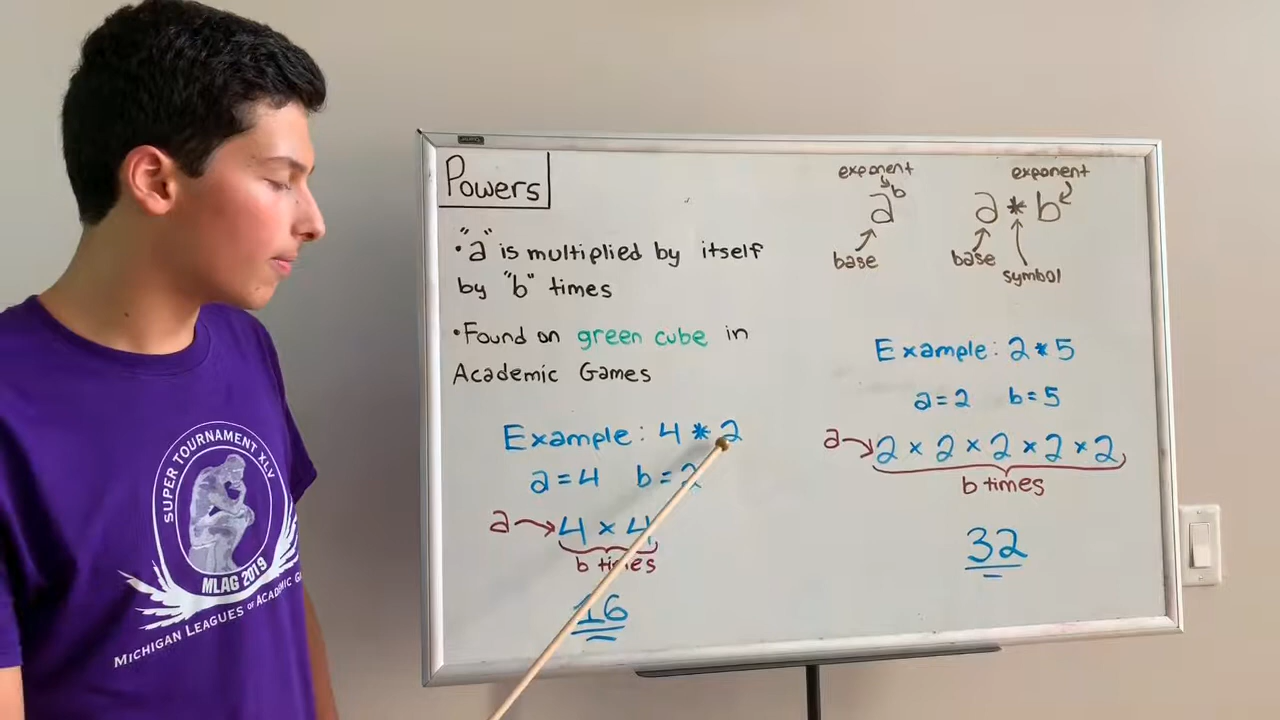 Powers
• "a" is multiplied by itself
by "b" times
• Found on green cube in
Academic Games
Example: 4 * 2
a = 4 b = 2
a → 4 × 4
b times
16
exponent
a b
base
exponent
a * b
base
symbol
Example: 2 * 5
a = 2 b = 5
a → 2 × 2 × 2 × 2 × 2
b times
32
SUPER TOURNAMENT XLV
MLAG 2019
MICHIGAN LEAGUES OF ACADEMIC